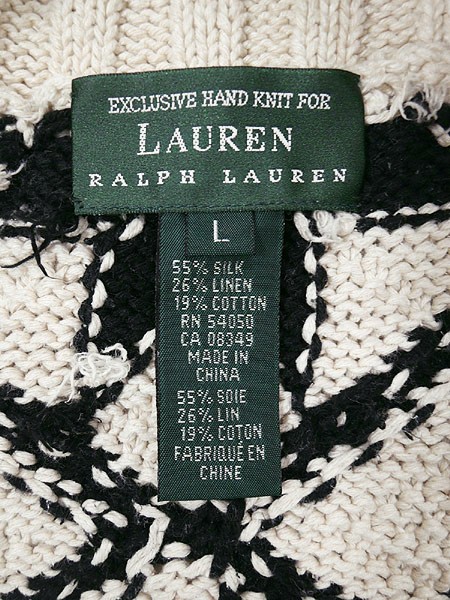 EXCLUSIVE HAND KNIT FOR
LAUREN
RALPH LAUREN
L
55% SILK
26% LINEN
19% COTTON
RN 54050
CA 08349
MADE IN
CHINA
55% SOIE
26% LIN
19% COTON
FABRIQUÉ EN
CHINE